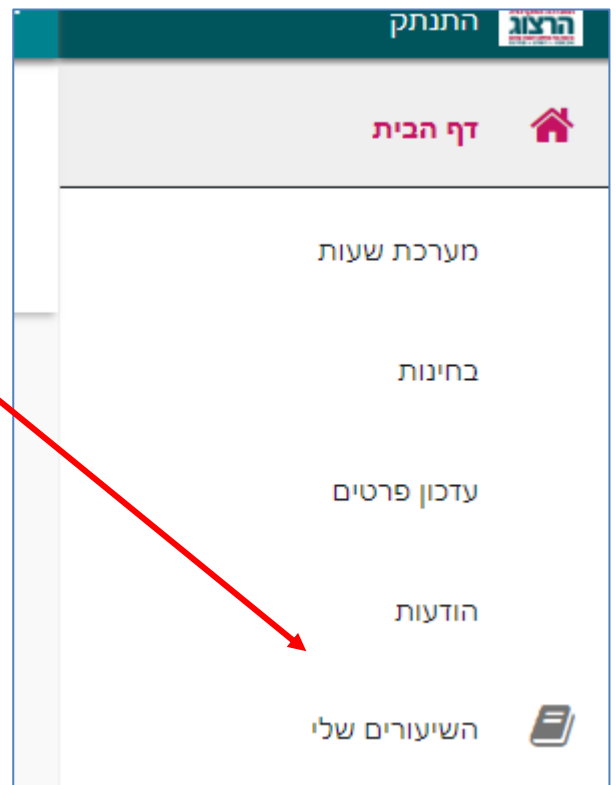 הרצוג
התנתק
דף הבית
מערכת שעות
בחינות
עדכון פרטים
הודעות
השיעורים שלי